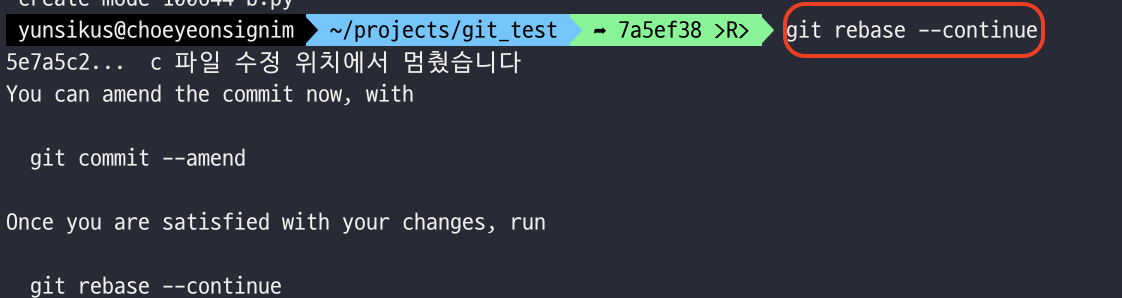 create mode 100644 b.py
yunsikus@choeyeonsignim ~/projects/git_test ➦ 7a5ef38 >R> git rebase --continue
5e7a5c2... c 파일 수정 위치에서 멈췄습니다
You can amend the commit now, with
git commit --amend
Once you are satisfied with your changes, run
git rebase --continue